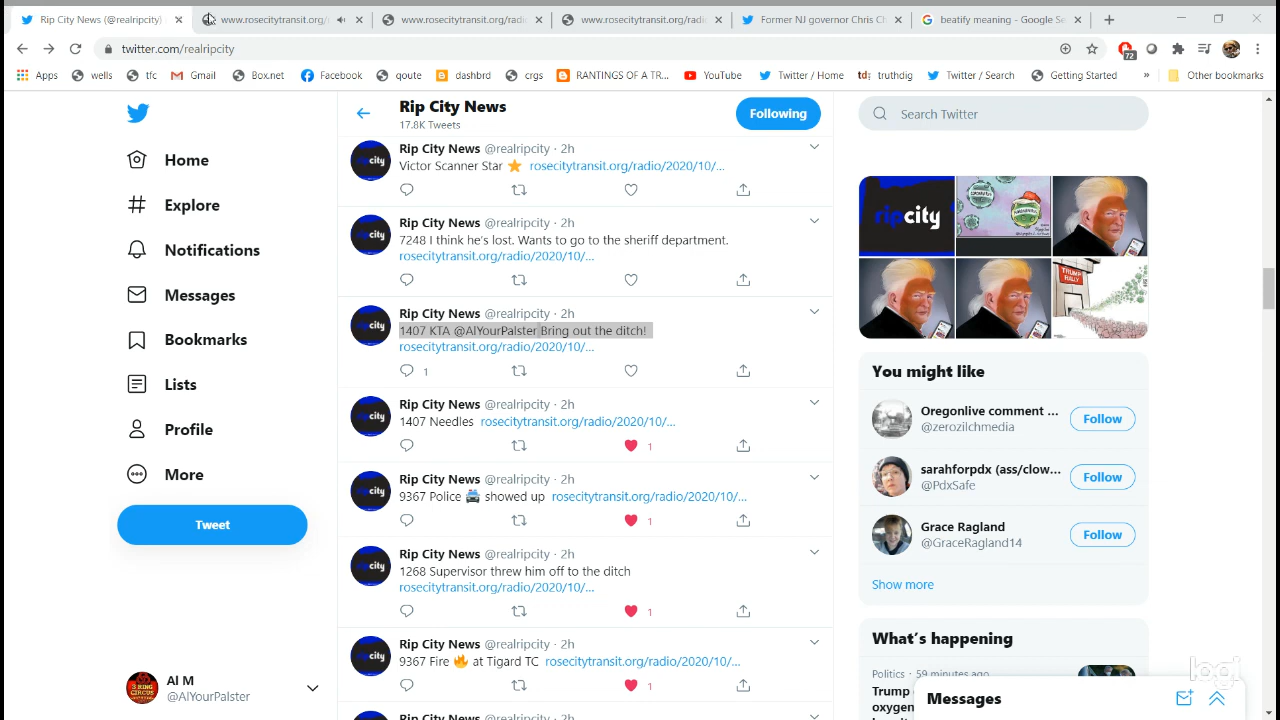 Rip City News (@realripcity)
www.rosecitytransit.org/
www.rosecitytransit.org/radi
www.rosecitytransit.org/radi
Former NJ governor Chris Ch
beatify meaning - Google Se
twitter.com/realripcity
72
Apps
wells
tfc
Gmail
Box.net
Facebook
qoute
dashbrd
crgs
RANTINGS OF A TR...
YouTube
Twitter / Home
td:
truthdig
Twitter / Search
Getting Started
»
Other bookmarks
Home
Explore
Notifications
Messages
Bookmarks
Lists
Profile
More
Tweet
Al M
@AlYourPalster
Rip City News
17.8K Tweets
Following
Rip City News @realripcity · 2h
Victor Scanner Star ⭐ rosecitytransit.org/radio/2020/10/...
Rip City News @realripcity · 2h
7248 I think he's lost. Wants to go to the sheriff department.
rosecitytransit.org/radio/2020/10/...
Rip City News @realripcity · 2h
1407 KTA @AlYourPalster Bring out the ditch!
rosecitytransit.org/radio/2020/10/...
1
Rip City News @realripcity · 2h
1407 Needles rosecitytransit.org/radio/2020/10/...
1
Rip City News @realripcity · 2h
9367 Police 🚔 showed up rosecitytransit.org/radio/2020/10/...
1
Rip City News @realripcity · 2h
1268 Supervisor threw him off to the ditch
rosecitytransit.org/radio/2020/10/...
1
Rip City News @realripcity · 2h
9367 Fire 🔥 at Tigard TC rosecitytransit.org/radio/2020/10/...
1
Rip City News @realripcity · 2h
Search Twitter
ripcity
TRUMP
RALLY
You might like
Oregonlive comment ...
@zerozilchmedia
Follow
sarahforpdx (ass/clow...
@PdxSafe
Follow
Grace Ragland
@GraceRagland14
Follow
Show more
What's happening
Politics · 59 minutes ago
Trump
oxygen
Messages
logi